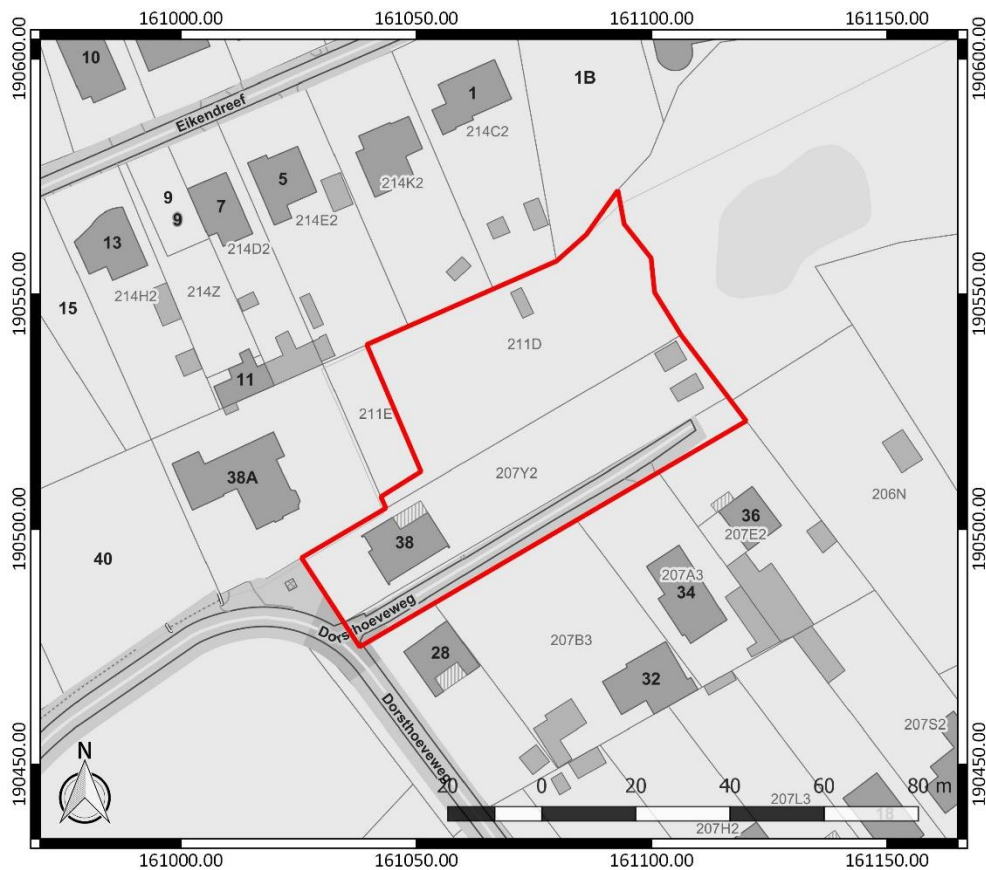 161000.00 161050.00 161100.00 161150.00
190600.00 190600.00
10
Eikendreef
1
1B
214C2
5
214K2
9
9
7
214E2
13
214D2
214H2
214Z
15
190550.00 190550.00
211D
11
211E
38A
207Y2
206N
190500.00 190500.00
36
38
207E2
40
207A3
34
Dorsthoeveweg
28
207B3
32
Dorsthoeveweg
207S2
190450.00 190450.00
N
20 0 20 40 60 80 m
207L3
18
207H2
161000.00 161050.00 161100.00 161150.00